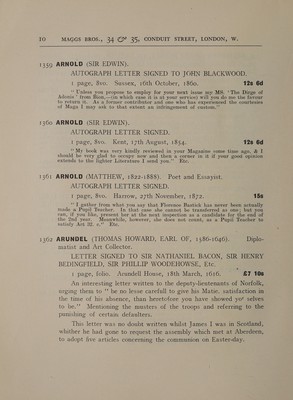 10 MAGGS BROS., 34 & 35, CONDUIT STREET, LONDON, W.
1359 ARNOLD (SIR EDWIN).
AUTOGRAPH LETTER SIGNED TO JOHN BLACKWOOD.
1 page, 8vo. Sussex, 16th October, 1860. 12s 6d
"Unless you propose to employ for your next issue my MS. 'The Dirge of
Adonis' from Bion,—(in which case it is at your service) will you do me the favour
to return it. As a former contributor and one who has experienced the courtesies
of Maga I may ask to that extent an infringement of custom."
1360 ARNOLD (SIR EDWIN).
AUTOGRAPH LETTER SIGNED.
1 page, 8vo. Kent, 17th August, 1854. 12s 6d
"My book was very kindly reviewed in your Magazine some time ago, & I
should be very glad to occupy now and then a corner in it if your good opinion
extends to the lighter Literature I send you." Etc.
1361 ARNOLD (MATTHEW, 1822-1888). Poet and Essayist.
AUTOGRAPH LETTER SIGNED.
1 page, 8vo. Harrow, 27th November, 1872. 15s
"I gather from what you say that Florence Bastick has never been actually
made a Pupil Teacher. In that case she cannot be transferred as one; but you
can, if you like, present her at the next inspection as a candidate for the end of
the 2nd year. Meanwhile, however, she does not count, as a Pupil Teacher to
satisfy Art 32. c." Etc.
1362 ARUNDEL (THOMAS HOWARD, EARL OF, 1586-1646). Diplo-
matist and Art Collector.
LETTER SIGNED TO SIR NATHANIEL BACON, SIR HENRY
BEDINGFIELD, SIR PHILLIP WOODEHOWSE, Etc.
1 page, folio. Arundell House, 18th March, 1616. £7 10s
An interesting letter written to the deputy-lieutenants of Norfolk,
urging them to "be no lesse carefull to give his Matie. satisfaction in
the time of his absence, than heortofore you have showed yor selves
to be." Mentioning the musters of the troops and referring to the
punishing of certain defaulters.
This letter was no doubt written whilst James I was in Scotland,
whither he had gone to request the assembly which met at Aberdeen,
to adopt five articles concerning the communion on Easter-day.